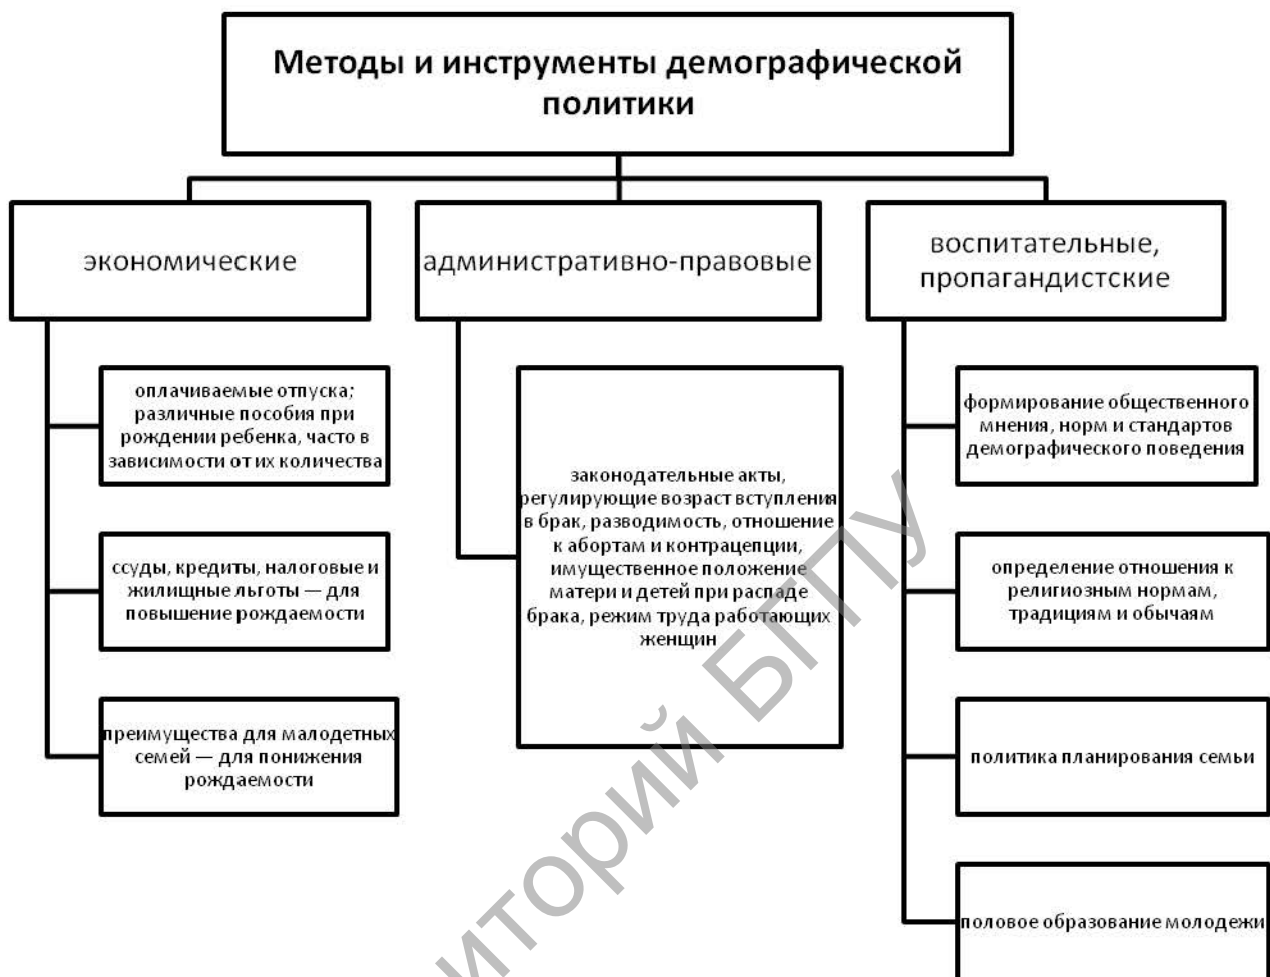 Методы и инструменты демографической
политики
экономические
административно-правовые
воспитательные,
пропагандистские
оплачиваемые отпуска;
различные пособия при
рождении ребенка, часто в
зависимости от их количества
ссуды, кредиты, налоговые и
жилищные льготы — для
повышение рождаемости
преимущества для малодетных
семей — для понижения
рождаемости
законодательные акты,
регулирующие возраст вступления
в брак, разводимость, отношение
к абортам и контрацепции,
имущественное положение
матери и детей при распаде
брака, режим труда работающих
женщин
формирование общественного
мнения, норм и стандартов
демографического поведения
определение отношения к
религиозным нормам,
традициям и обычаям
политика планирования семьи
половое образование молодежи
иторий БГПУ